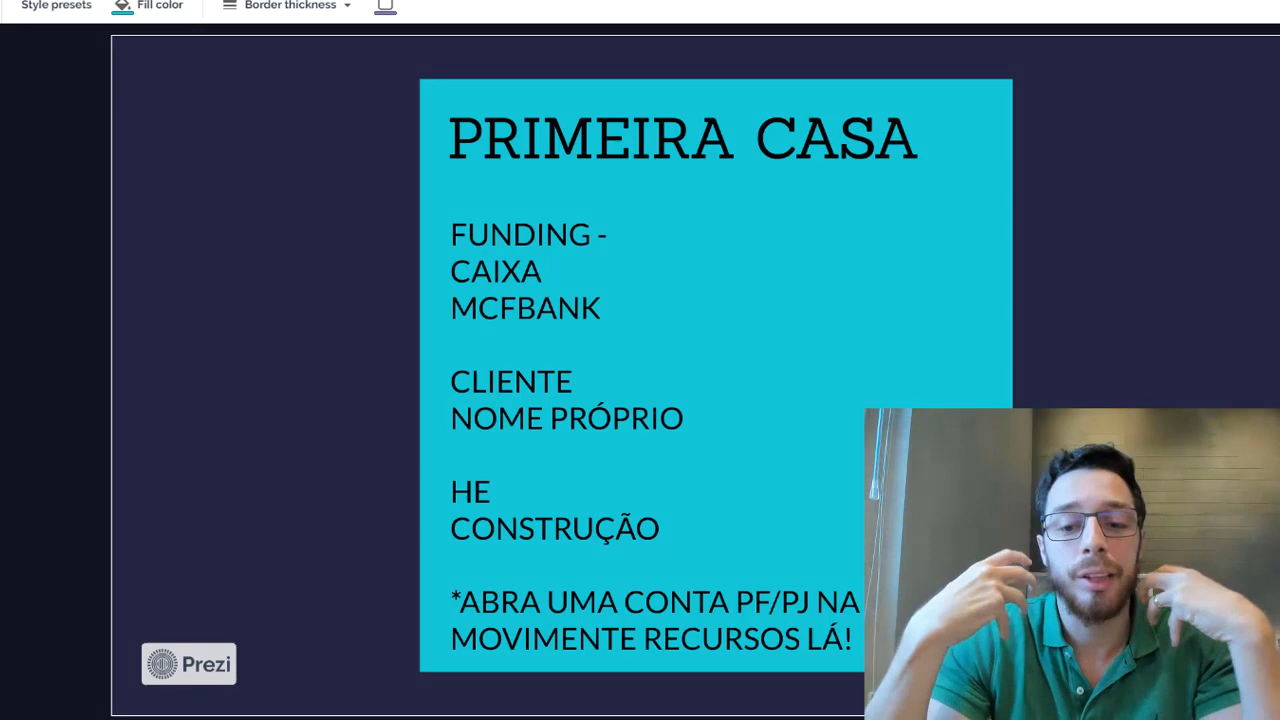 Style presets Fill color Border thickness
PRIMEIRA CASA
FUNDING -
CAIXA
MCFBANK
CLIENTE
NOME PRÓPRIO
HE
CONSTRUÇÃO
*ABRA UMA CONTA PF/PJ NA
MOVIMENTE RECURSOS LÁ!
Prezi